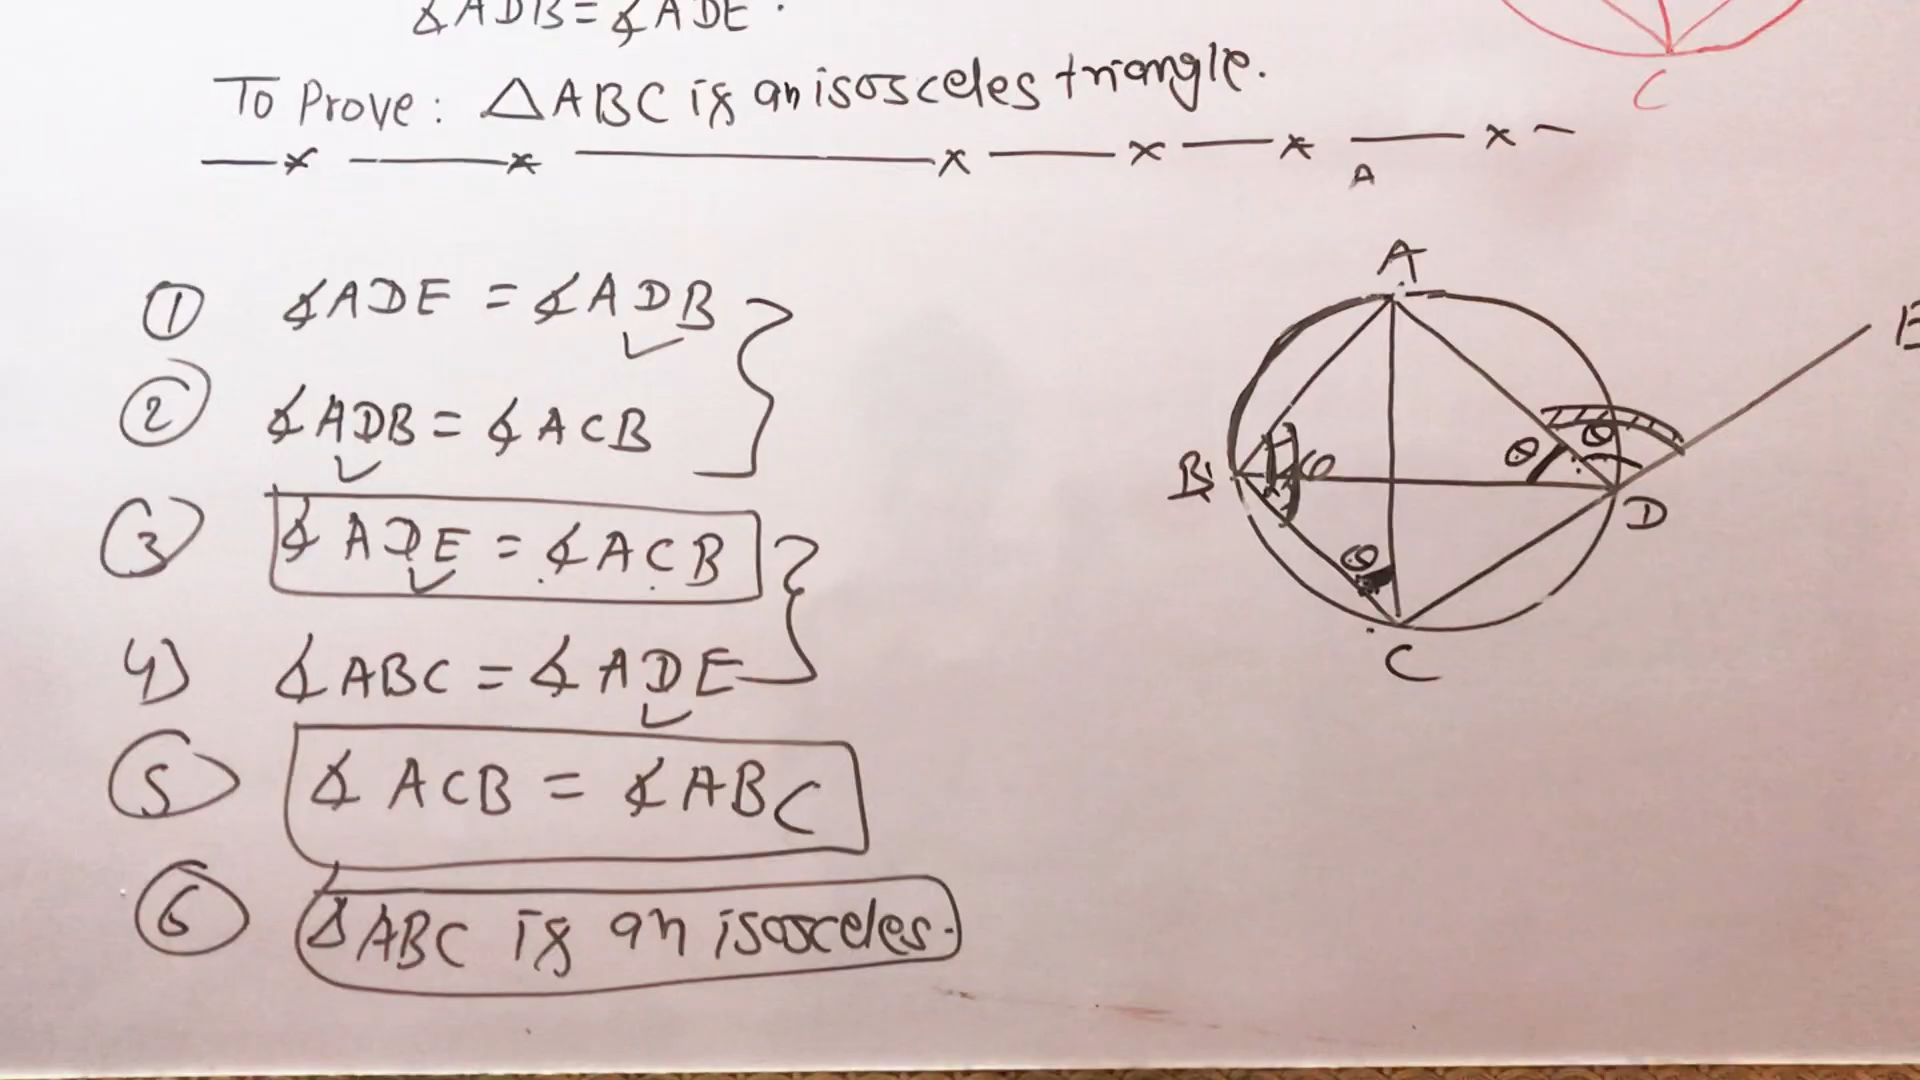 ∡ADB = ∡ADE.
To Prove: △ABC is an isosceles triangle.
① ∡ADE = ∡ADB
② ∡ADB = ∡ACB
③ ∡ADE = ∡ACB
4) ∡ABC = ∡ADE
⑤ ∡ACB = ∡ABC
⑥ △ABC is an isosceles.
C
A
A
E
B
θ
θ
D
θ
C